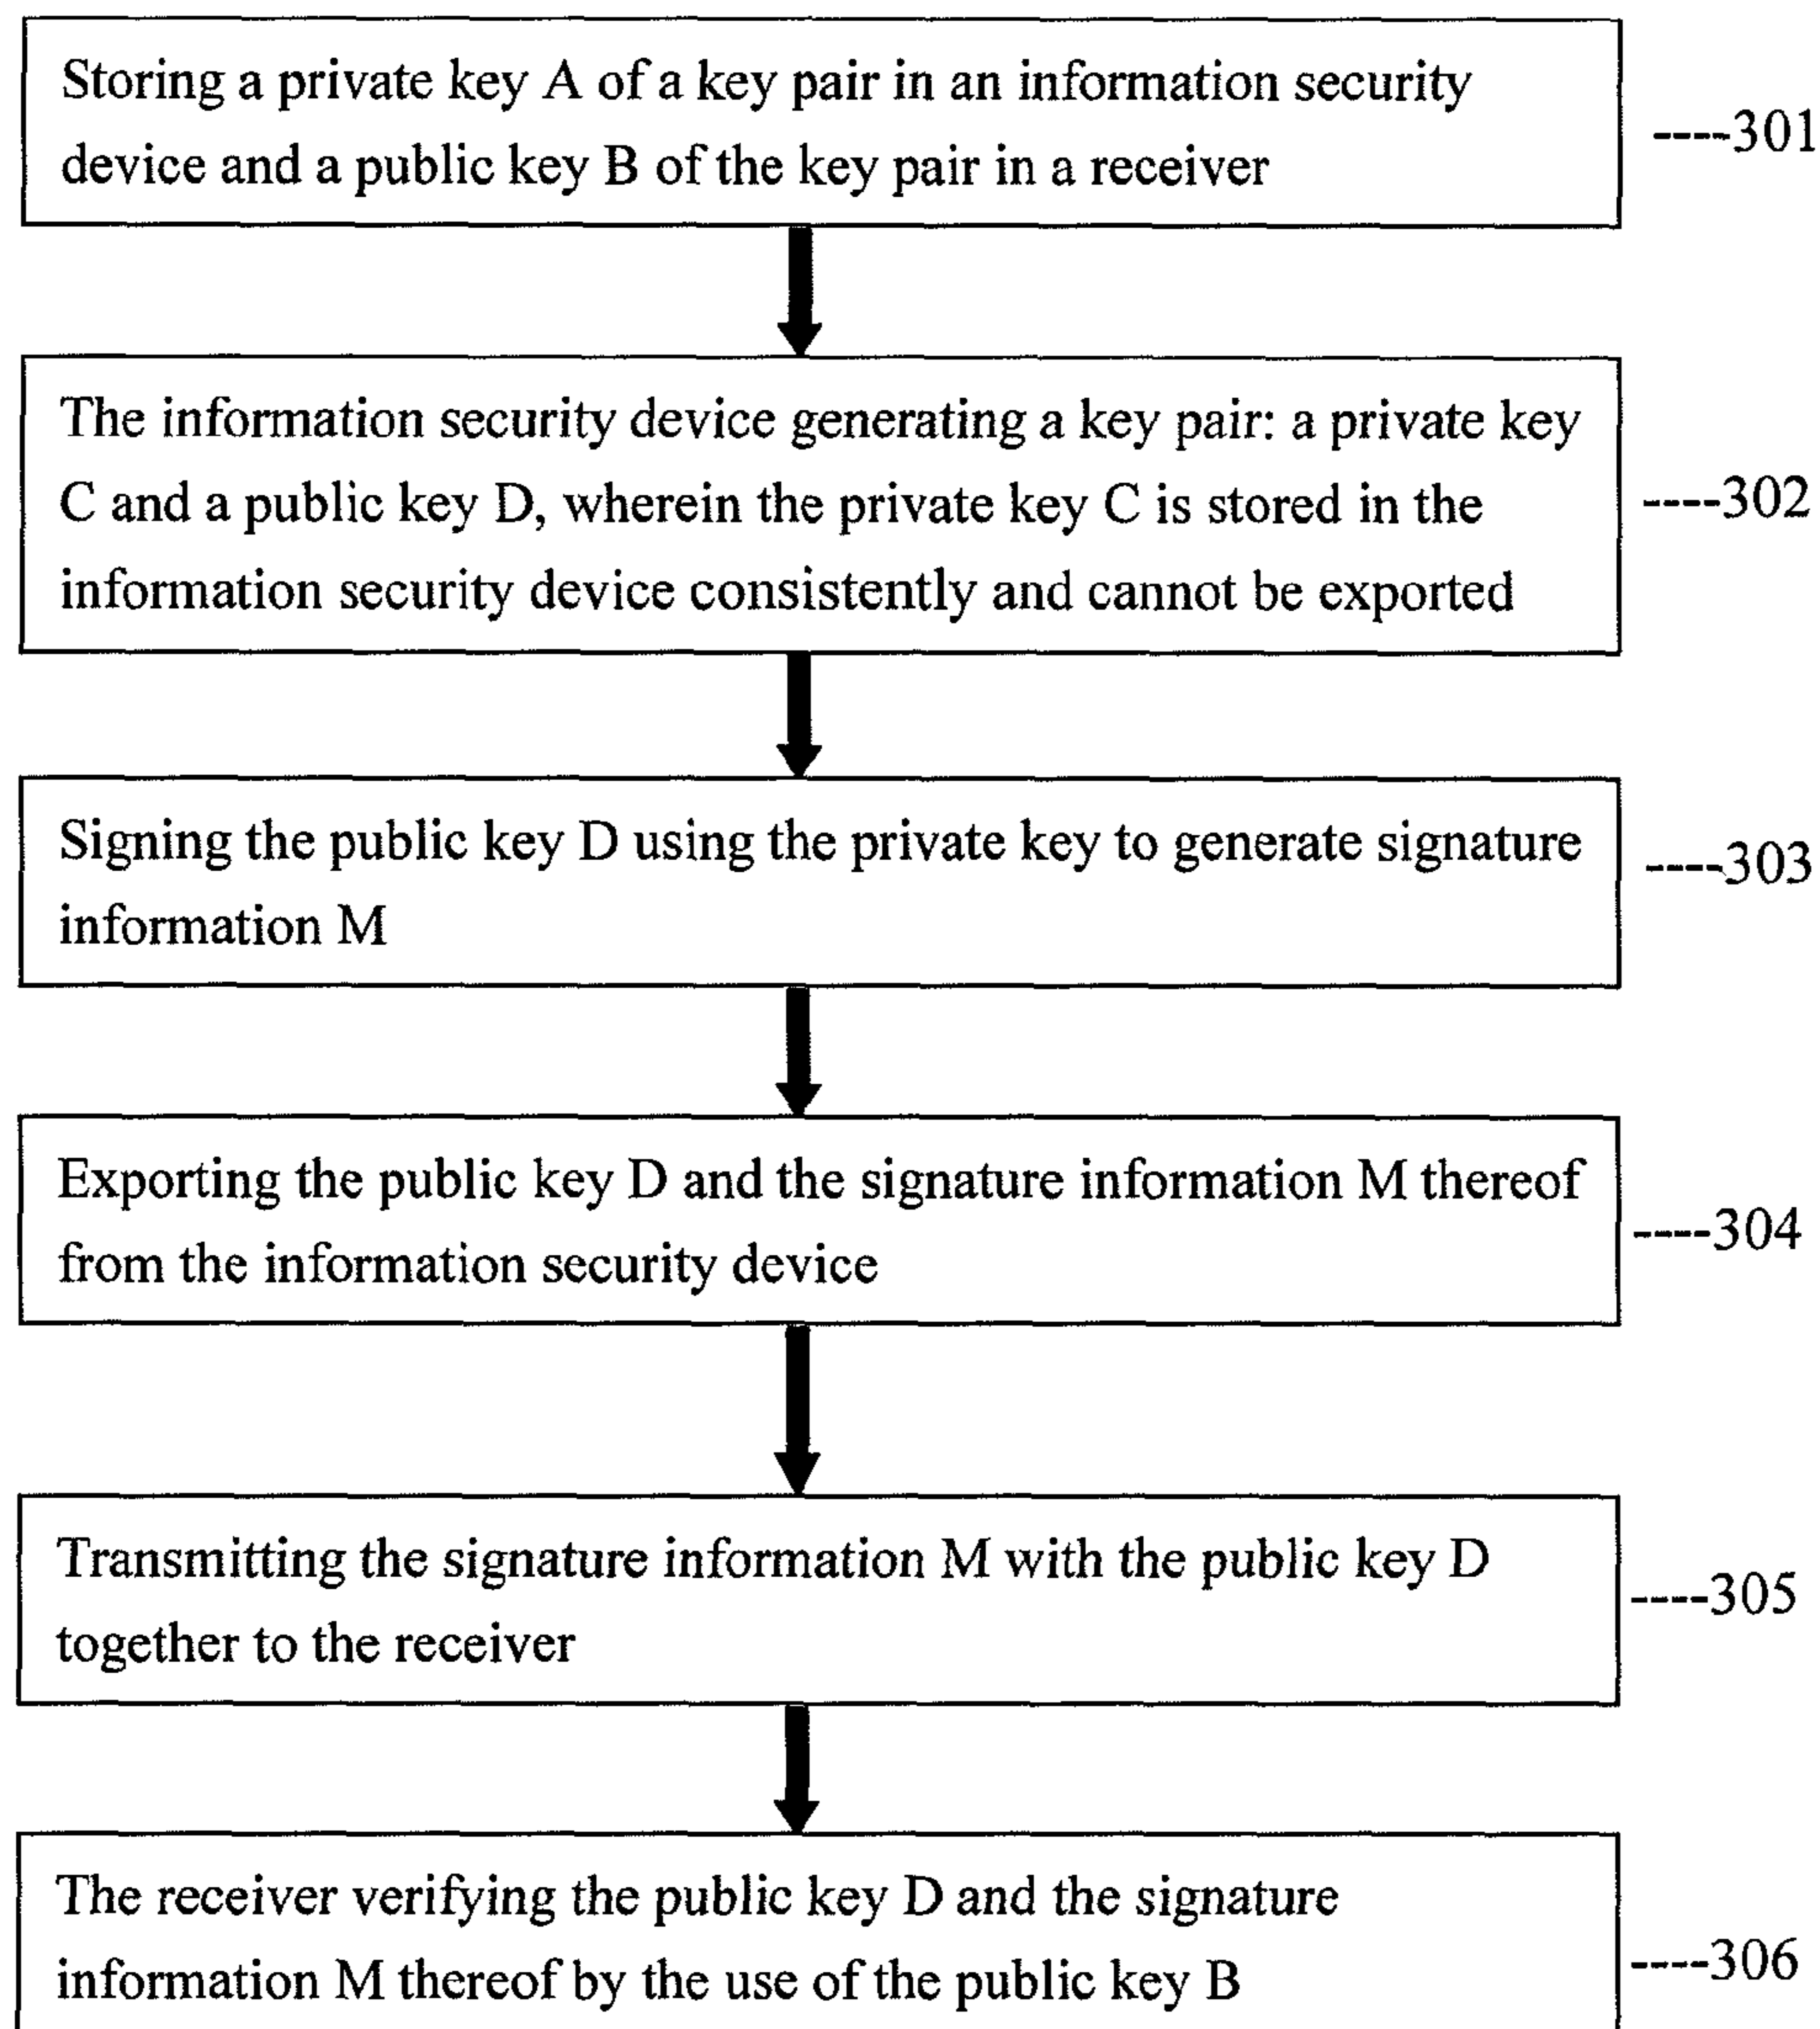 Storing a private key A of a key pair in an information security
device and a public key B of the key pair in a receiver
----301
The information security device generating a key pair: a private key
C and a public key D, wherein the private key C is stored in the
information security device consistently and cannot be exported
----302
Signing the public key D using the private key to generate signature
information M
----303
Exporting the public key D and the signature information M thereof
from the information security device
----304
Transmitting the signature information M with the public key D
together to the receiver
----305
The receiver verifying the public key D and the signature
information M thereof by the use of the public key B
----306